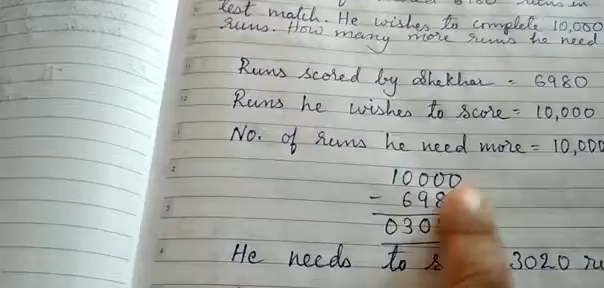 test match. He wishes to complete 10,000
runs. How many more runs he need
Runs scored by Shekhar = 6980
Runs he wishes to score = 10,000
No. of runs he need more = 10,000
10000
- 698
030
He needs to s 3020 ru